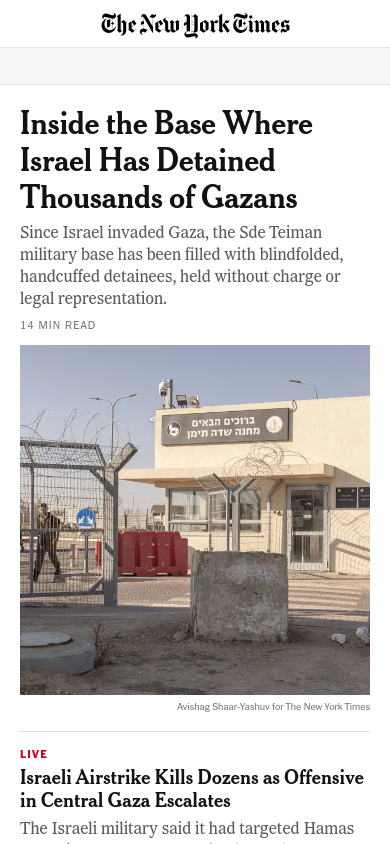 The New York Times
Inside the Base Where
Israel Has Detained
Thousands of Gazans
Since Israel invaded Gaza, the Sde Teiman
military base has been filled with blindfolded,
handcuffed detainees, held without charge or
legal representation.
14 MIN READ
ברוכים הבאים
מחנה שדה תימן
Avishag Shaar-Yashuv for The New York Times
LIVE
Israeli Airstrike Kills Dozens as Offensive
in Central Gaza Escalates
The Israeli military said it had targeted Hamas